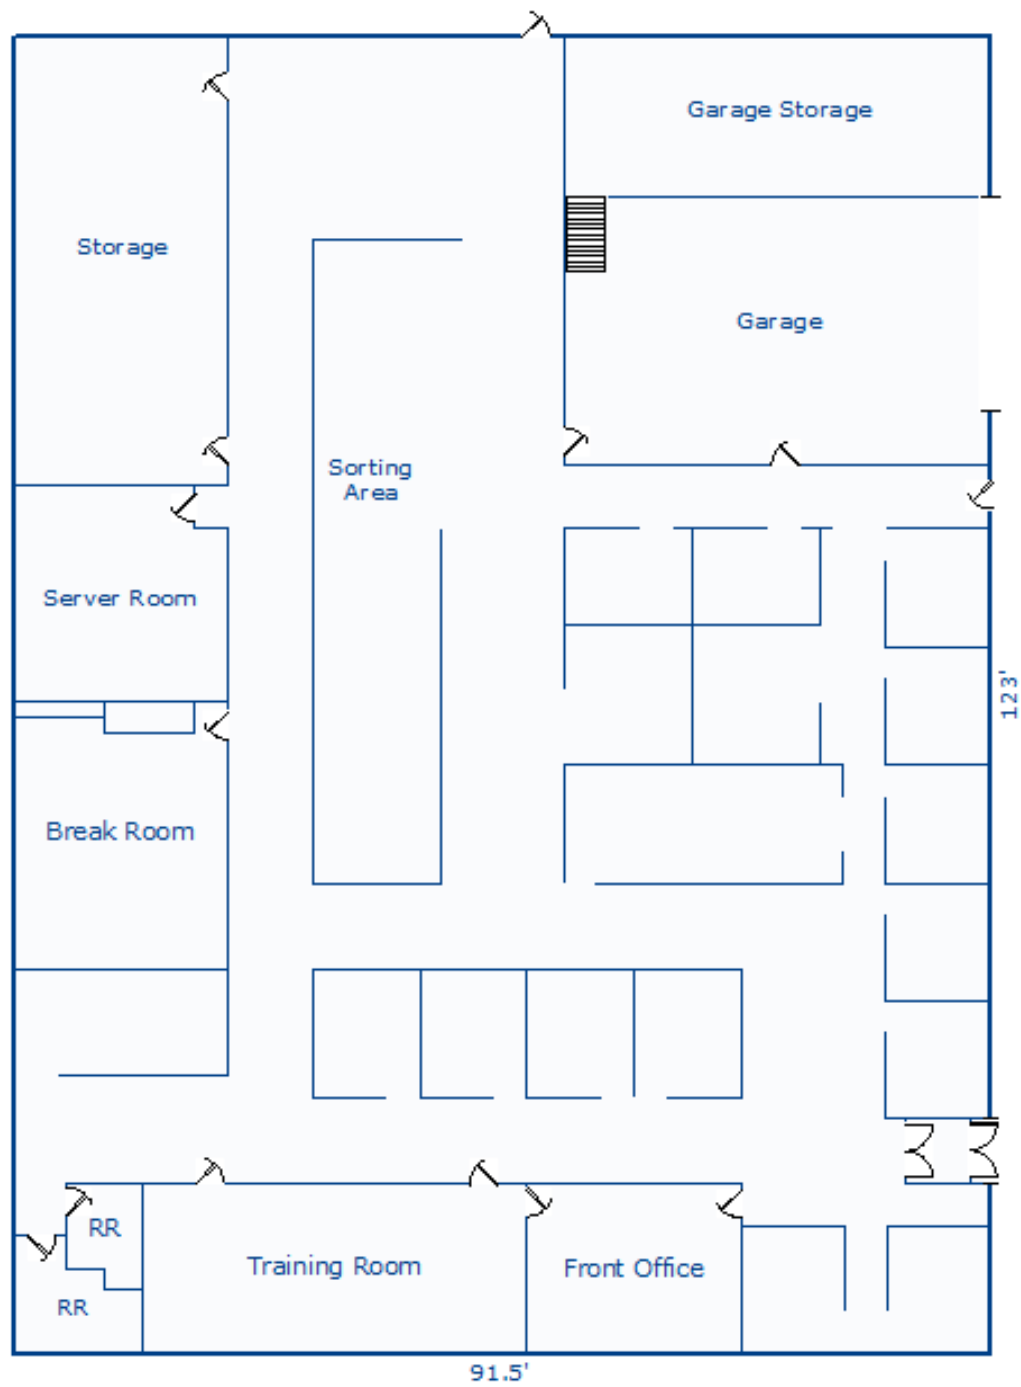 Garage Storage
Storage
Garage
Sorting
Area
Server Room
123'
Break Room
RR
Training Room
Front Office
RR
91.5'